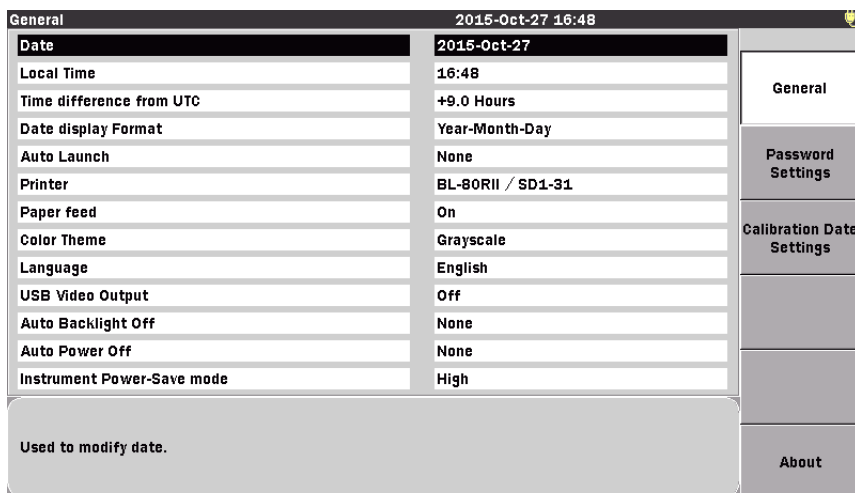 General 2015-Oct-27 16:48
Date 2015-Oct-27
Local Time 16:48
Time difference from UTC +9.0 Hours
Date display Format Year-Month-Day
Auto Launch None
Printer BL-80RII / SD1-31
Paper feed On
Color Theme Grayscale
Language English
USB Video Output Off
Auto Backlight Off None
Auto Power Off None
Instrument Power-Save mode High
Used to modify date.
General
Password
Settings
Calibration Date
Settings
About